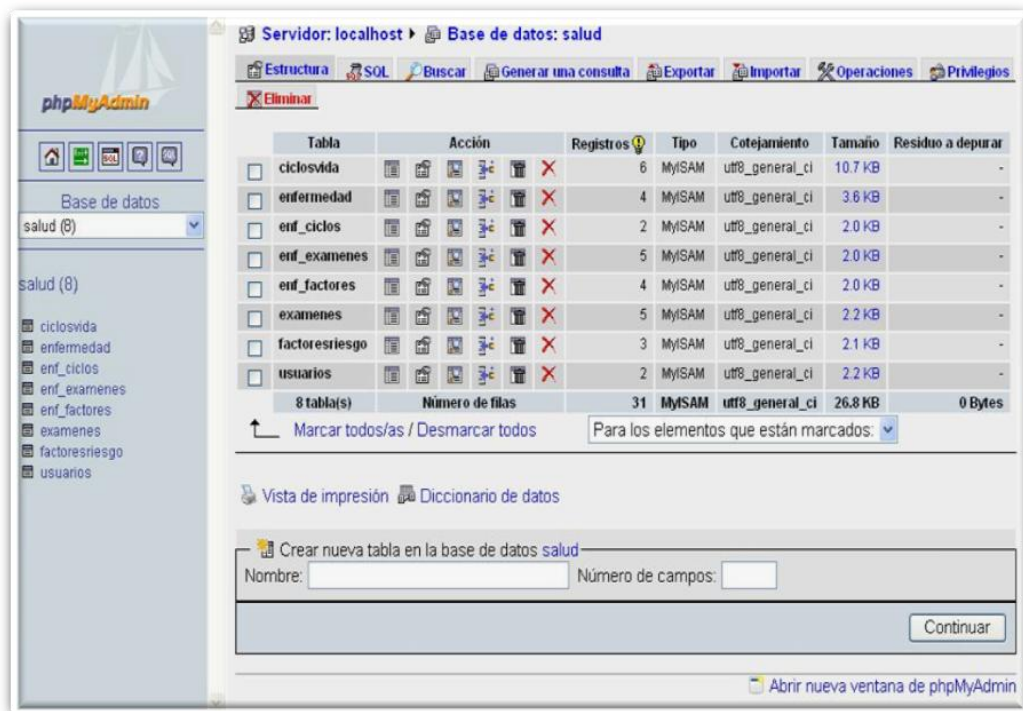 phpMyAdmin
Base de datos
salud (8)
salud (8)
ciclosvida
enfermedad
enf_ciclos
enf_examenes
enf_factores
examenes
factoresriesgo
usuarios
Servidor: localhost Base de datos: salud
Estructura SQL Buscar Generar una consulta Exportar Importar Operaciones Privilegios
Eliminar
Tabla Acción Registros Tipo Cotejamiento Tamaño Residuo a depurar
ciclosvida 6 MyISAM utf8_general_ci 10.7 KB -
enfermedad 4 MyISAM utf8_general_ci 3.6 KB -
enf_ciclos 2 MyISAM utf8_general_ci 2.0 KB -
enf_examenes 5 MyISAM utf8_general_ci 2.0 KB -
enf_factores 4 MyISAM utf8_general_ci 2.0 KB -
examenes 5 MyISAM utf8_general_ci 2.2 KB -
factoresriesgo 3 MyISAM utf8_general_ci 2.1 KB -
usuarios 2 MyISAM utf8_general_ci 2.2 KB -
8 tabla(s) Número de filas 31 MyISAM utf8_general_ci 26.8 KB 0 Bytes
Marcar todos/as / Desmarcar todos Para los elementos que están marcados:
Vista de impresión Diccionario de datos
Crear nueva tabla en la base de datos salud
Nombre: Número de campos:
Continuar
Abrir nueva ventana de phpMyAdmin